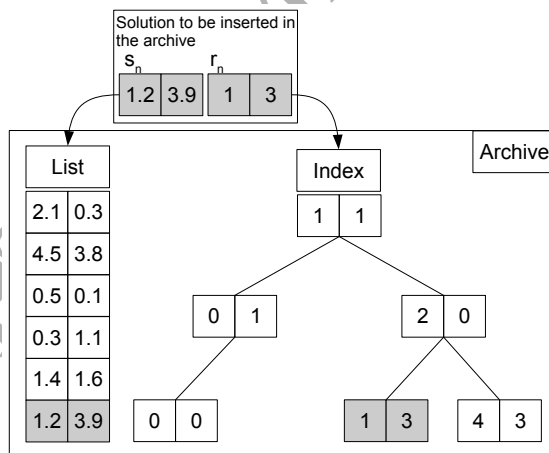 Solution to be inserted in
the archive
s_n r_n
1.2 3.9 1 3
Archive
List
Index
2.1 0.3
4.5 3.8
0.5 0.1
0.3 1.1
1.4 1.6
1.2 3.9
1 1
0 1 2 0
0 0 1 3 4 3